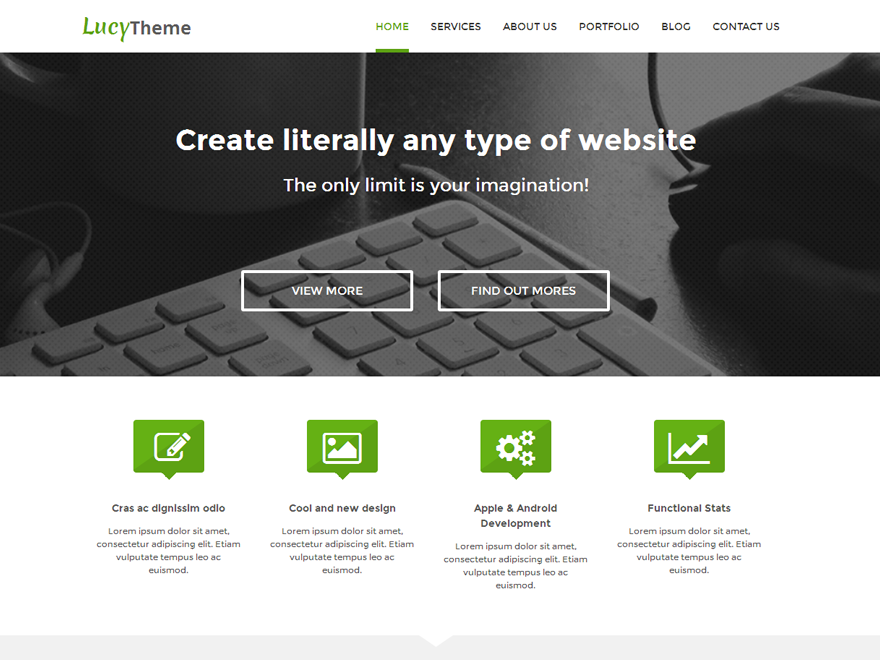 LucyTheme
HOME SERVICES ABOUT US PORTFOLIO BLOG CONTACT US
Create literally any type of website
The only limit is your imagination!
VIEW MORE
FIND OUT MORES
Cras ac dignissim odio
Lorem ipsum dolor sit amet,
consectetur adipiscing elit. Etiam
vulputate tempus leo ac
euismod.
Cool and new design
Lorem ipsum dolor sit amet,
consectetur adipiscing elit. Etiam
vulputate tempus leo ac
euismod.
Apple & Android
Development
Lorem ipsum dolor sit amet,
consectetur adipiscing elit. Etiam
vulputate tempus leo ac
euismod.
Functional Stats
Lorem ipsum dolor sit amet,
consectetur adipiscing elit. Etiam
vulputate tempus leo ac
euismod.